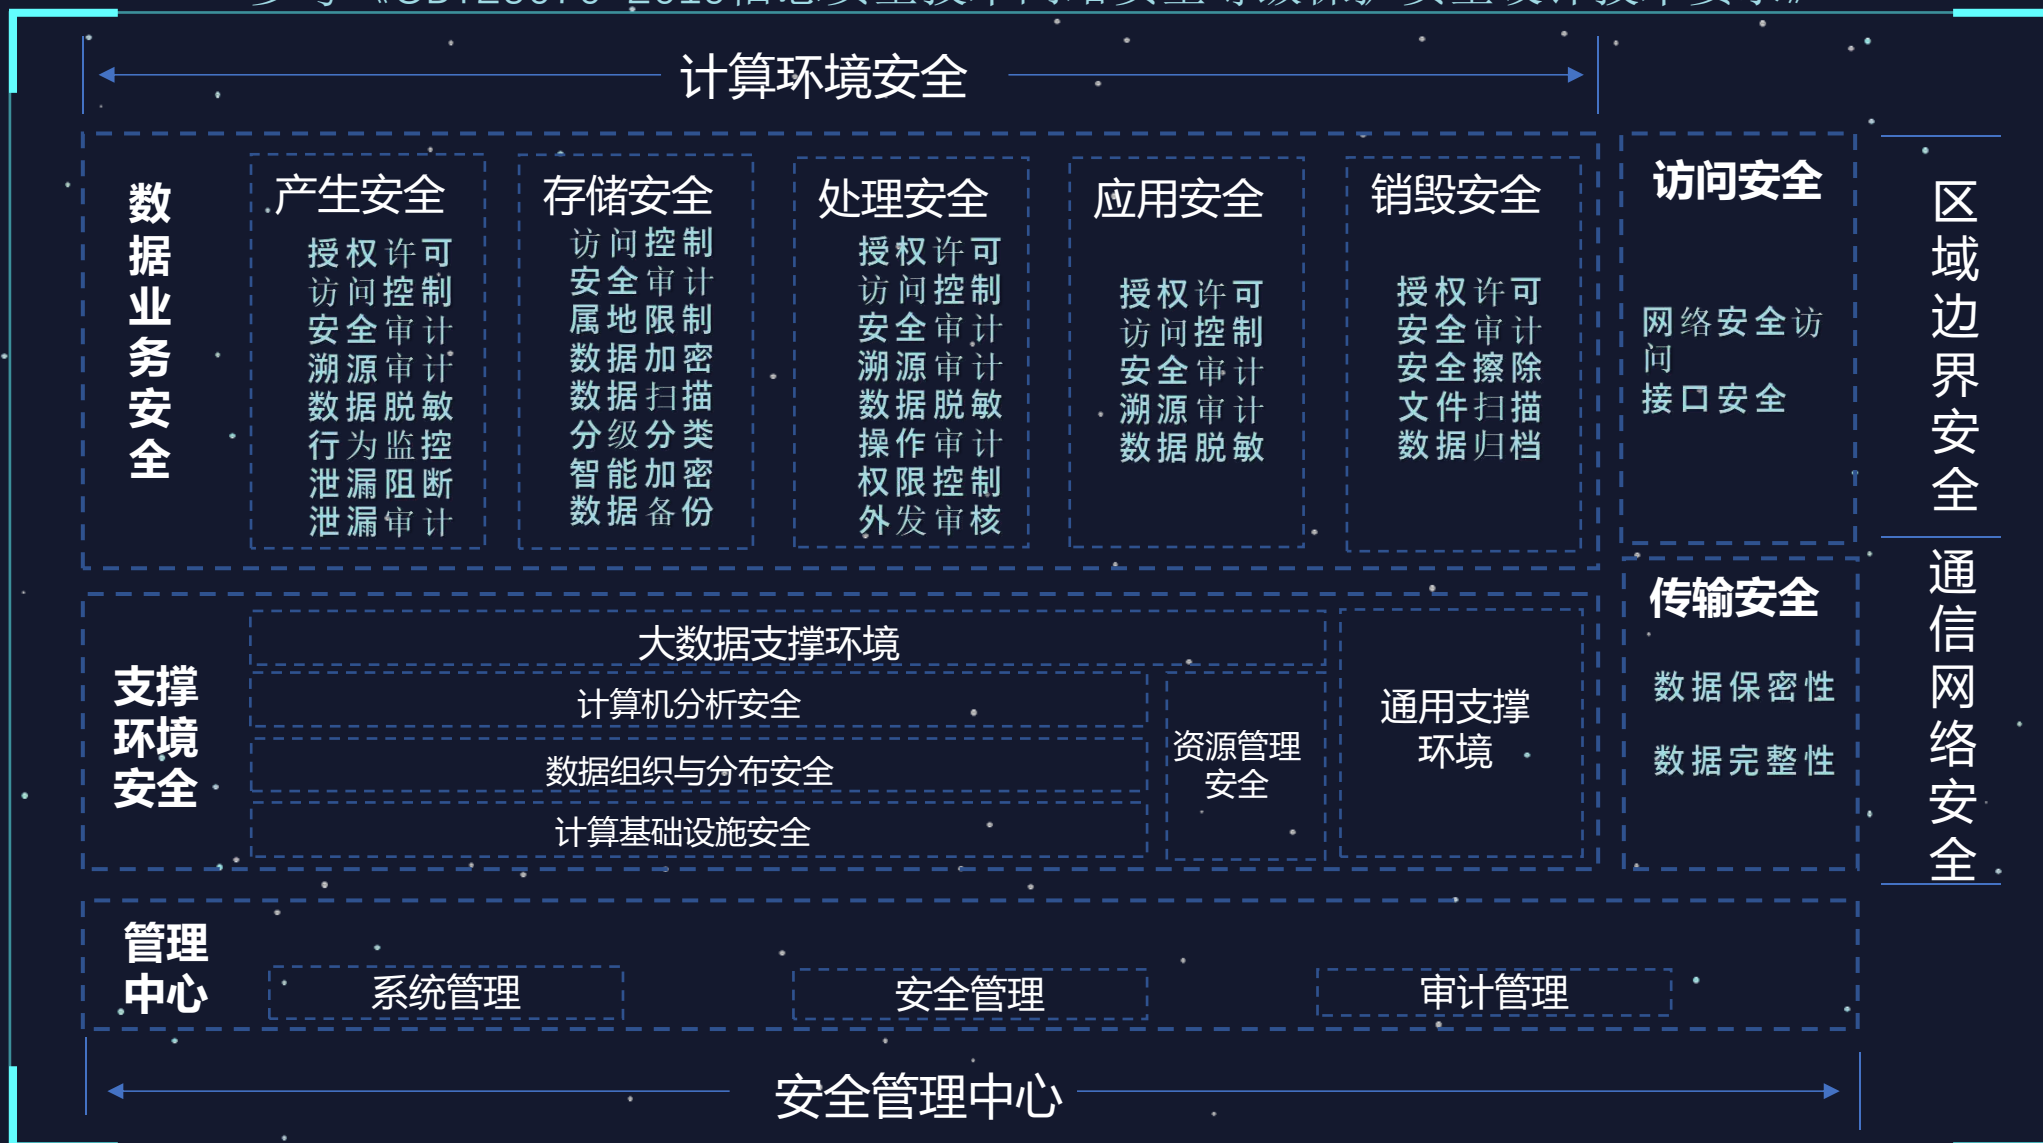 计算环境安全
数据业务安全
产生安全
授权许可
访问控制
安全审计
溯源审计
数据脱敏
行为监控
泄漏阻断
泄漏审计
存储安全
访问控制
安全审计
属地限制
数据加密
数据扫描
分级分类
智能加密
数据备份
处理安全
授权许可
访问控制
安全审计
溯源审计
数据脱敏
操作审计
权限控制
外发审核
应用安全
授权许可
访问控制
安全审计
溯源审计
数据脱敏
销毁安全
授权许可
安全审计
安全擦除
文件扫描
数据归档
访问安全
网络安全访
问
接口安全
区域边界安全
支撑
环境
安全
大数据支撑环境
计算机分析安全
数据组织与分布安全
计算基础设施安全
资源管理
安全
通用支撑
环境
传输安全
数据保密性
数据完整性
通信网络安全
管理
中心
系统管理
安全管理
审计管理
安全管理中心